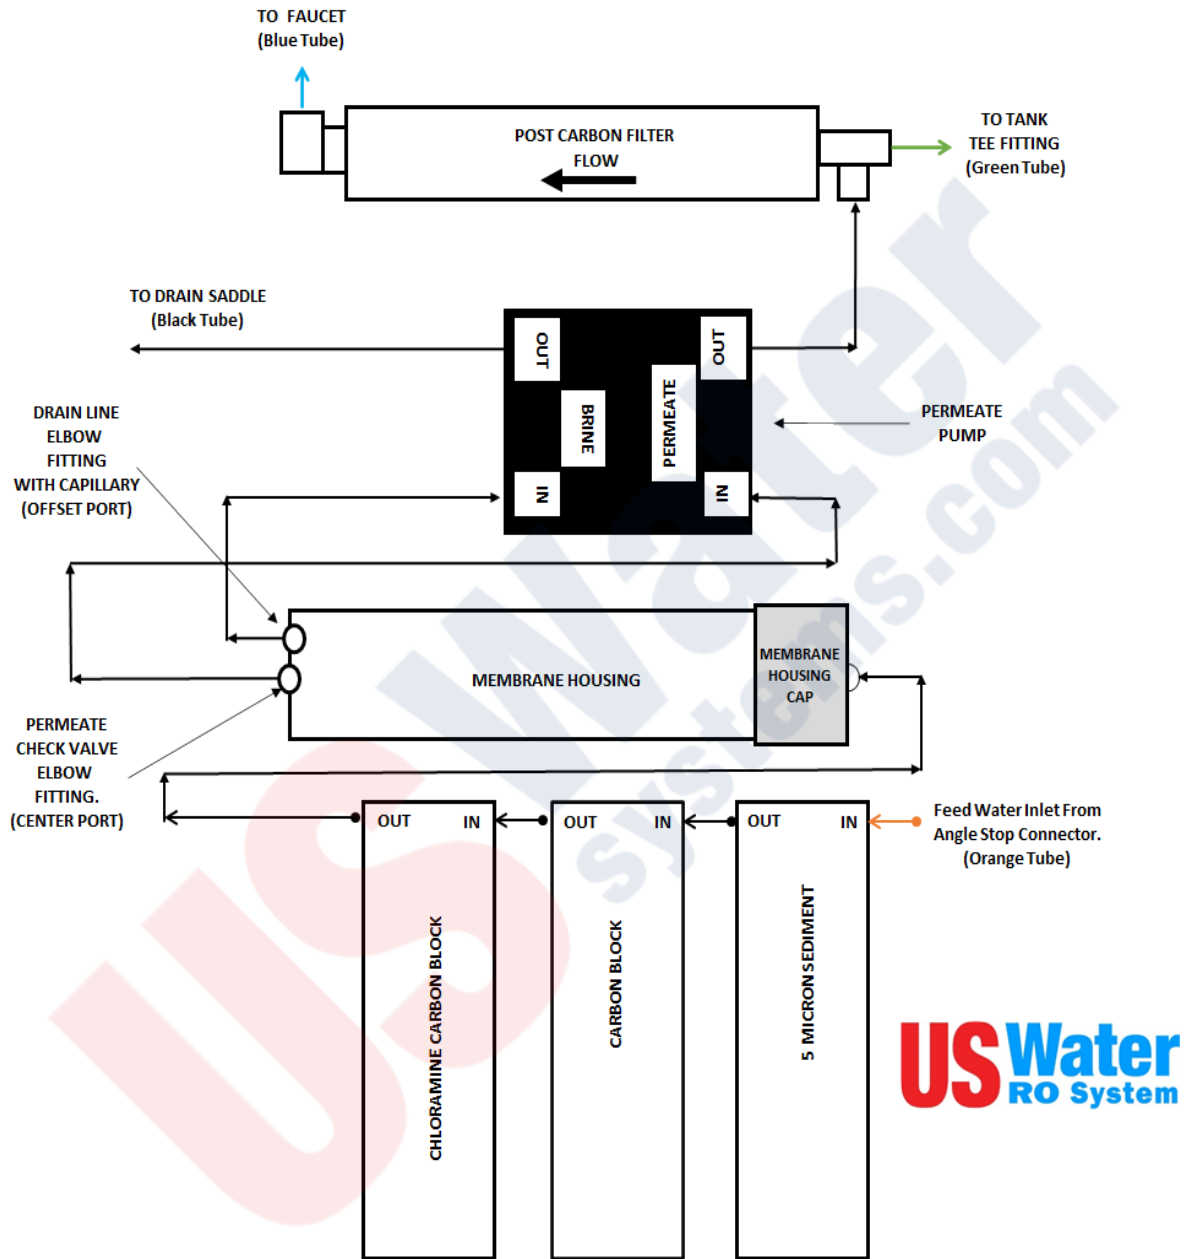 TO FAUCET
(Blue Tube)
POST CARBON FILTER
FLOW
TO TANK
TEE FITTING
(Green Tube)
TO DRAIN SADDLE
(Black Tube)
OUT
OUT
BRINE
PERMEATE
IN
IN
PERMEATE
PUMP
DRAIN LINE
ELBOW
FITTING
WITH CAPILLARY
(OFFSET PORT)
MEMBRANE HOUSING
MEMBRANE
HOUSING
CAP
PERMEATE
CHECK VALVE
ELBOW
FITTING.
(CENTER PORT)
OUT IN
OUT IN
OUT IN
Feed Water Inlet From
Angle Stop Connector.
(Orange Tube)
CHLORAMINE CARBON BLOCK
CARBON BLOCK
5 MICRON SEDIMENT
US Water
RO System
USWater
systems.com